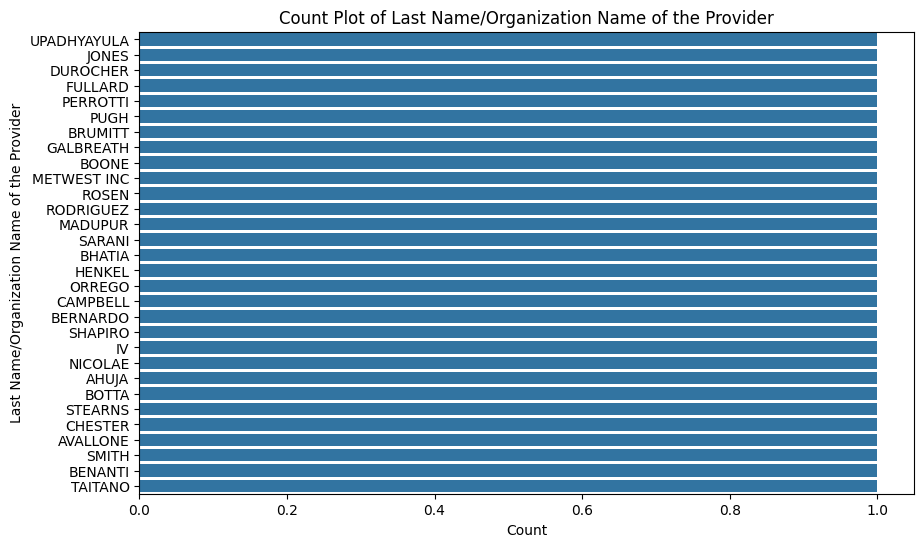 Count Plot of Last Name/Organization Name of the Provider
Last Name/Organization Name of the Provider
UPADHYAYULA
JONES
DUROCHER
FULLARD
PERROTTI
PUGH
BRUMITT
GALBREATH
BOONE
METWEST INC
ROSEN
RODRIGUEZ
MADUPUR
SARANI
BHATIA
HENKEL
ORREGO
CAMPBELL
BERNARDO
SHAPIRO
IV
NICOLAE
AHUJA
BOTTA
STEARNS
CHESTER
AVALLONE
SMITH
BENANTI
TAITANO
0.0 0.2 0.4 0.6 0.8 1.0
Count